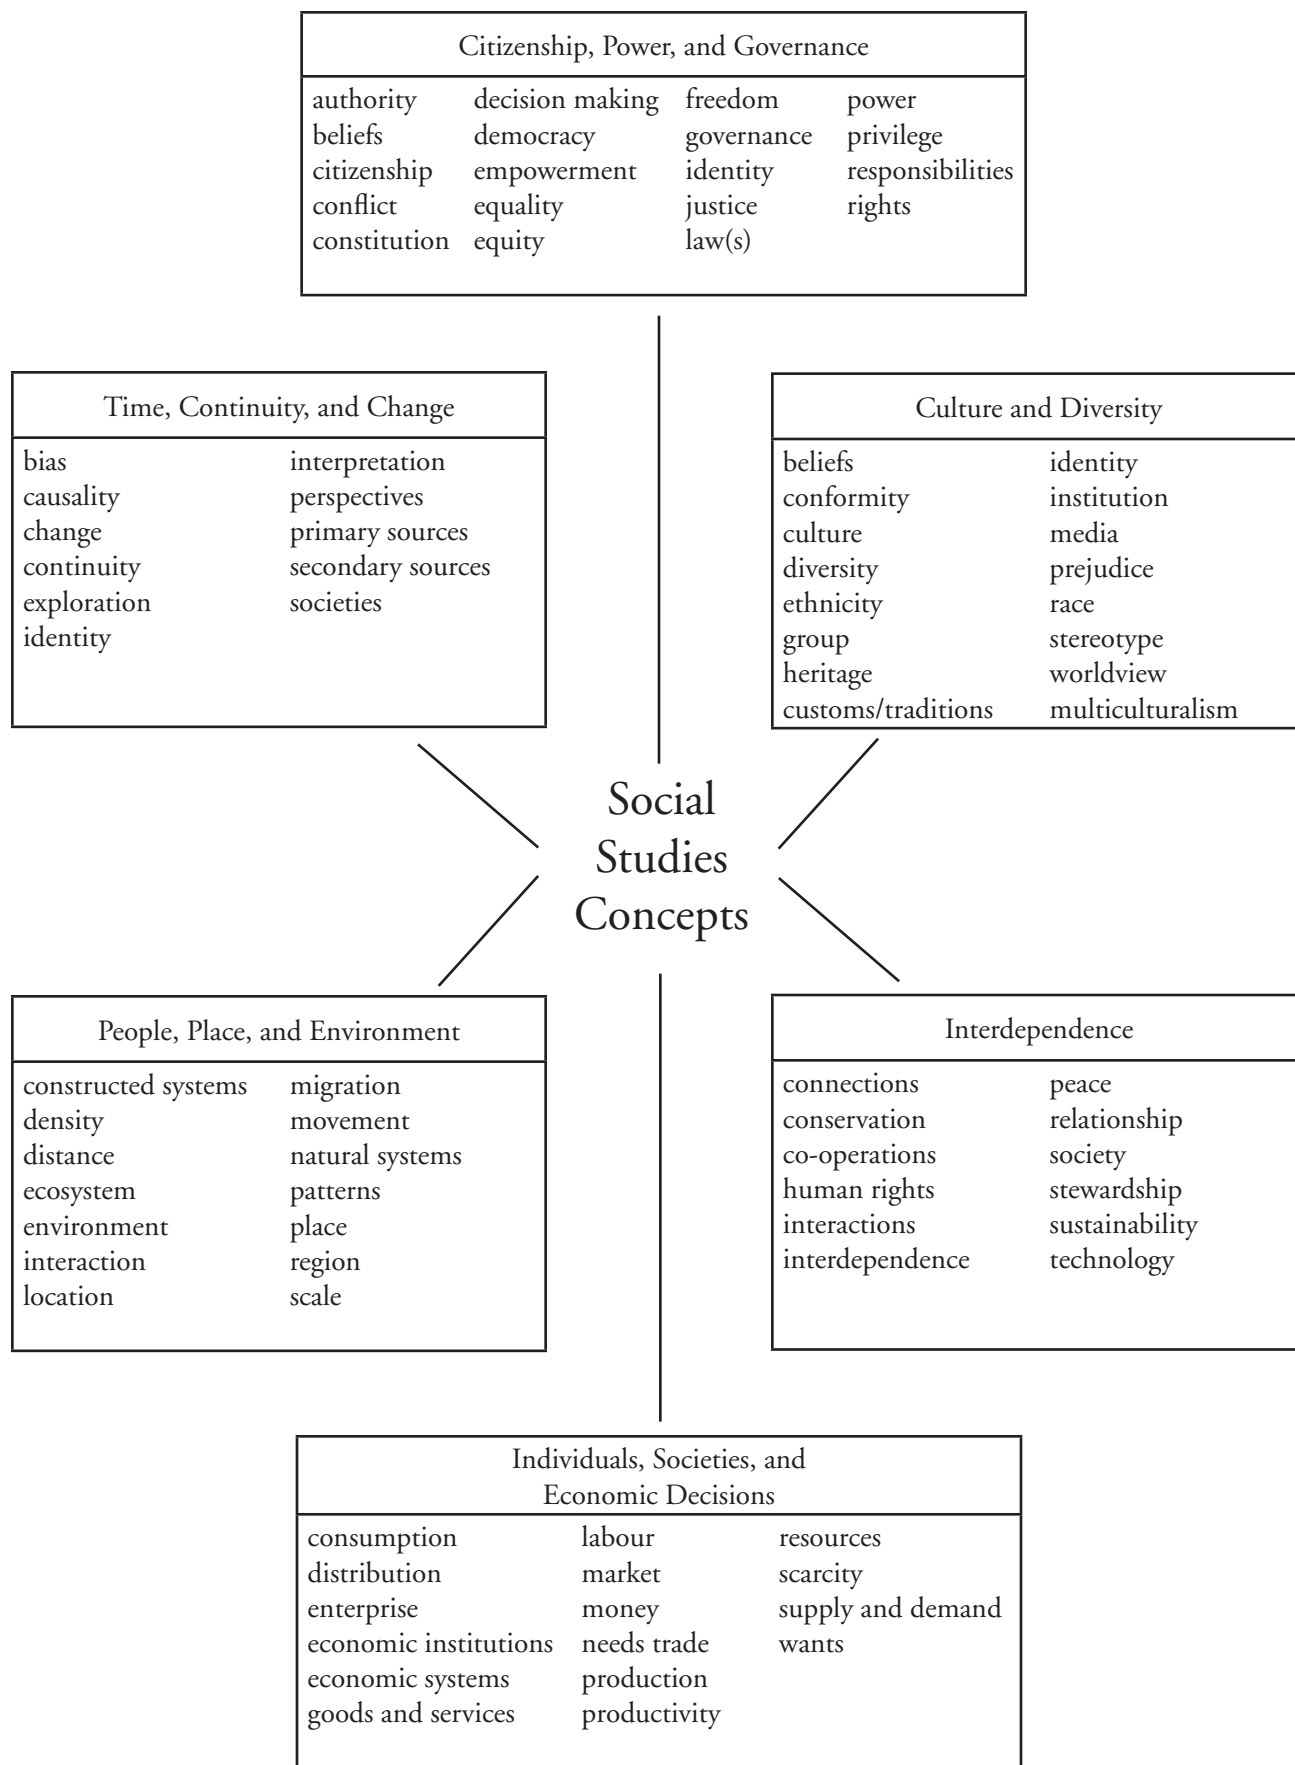 Citizenship, Power, and Governance
authority decision making freedom power
beliefs democracy governance privilege
citizenship empowerment identity responsibilities
conflict equality justice rights
constitution equity law(s)
Time, Continuity, and Change
bias interpretation
causality perspectives
change primary sources
continuity secondary sources
exploration societies
identity
Culture and Diversity
beliefs identity
conformity institution
culture media
diversity prejudice
ethnicity race
group stereotype
heritage worldview
customs/traditions multiculturalism
Social
Studies
Concepts
People, Place, and Environment
constructed systems migration
density movement
distance natural systems
ecosystem patterns
environment place
interaction region
location scale
Interdependence
connections peace
conservation relationship
co-operations society
human rights stewardship
interactions sustainability
interdependence technology
Individuals, Societies, and
Economic Decisions
consumption labour resources
distribution market scarcity
enterprise money supply and demand
economic institutions needs trade wants
economic systems production
goods and services productivity